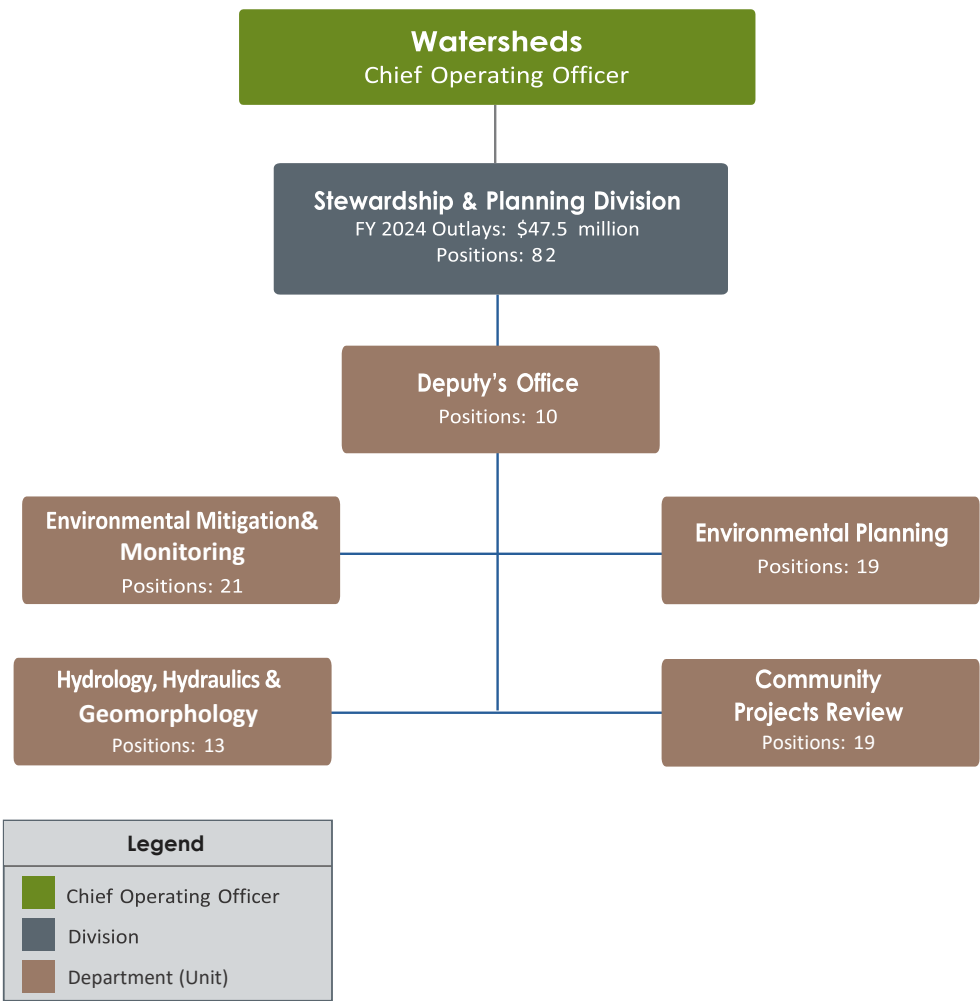 Watersheds
Chief Operating Officer
Stewardship & Planning Division
FY 2024 Outlays: $47.5 million
Positions: 82
Deputy’s Office
Positions: 10
Environmental Mitigation&
Monitoring
Positions: 21
Environmental Planning
Positions: 19
Hydrology, Hydraulics &
Geomorphology
Positions: 13
Community
Projects Review
Positions: 19
Legend
Chief Operating Officer
Division
Department (Unit)